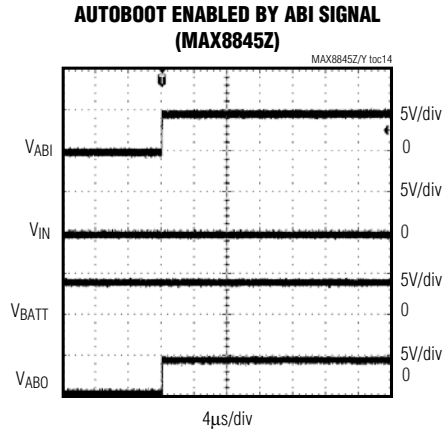 AUTOBOOT ENABLED BY ABI SIGNAL
(MAX8845Z)
MAX8845Z/Y toc14
T
VABI
5V/div
0
VIN
5V/div
0
VBATT
5V/div
0
VABO
5V/div
0
4μs/div